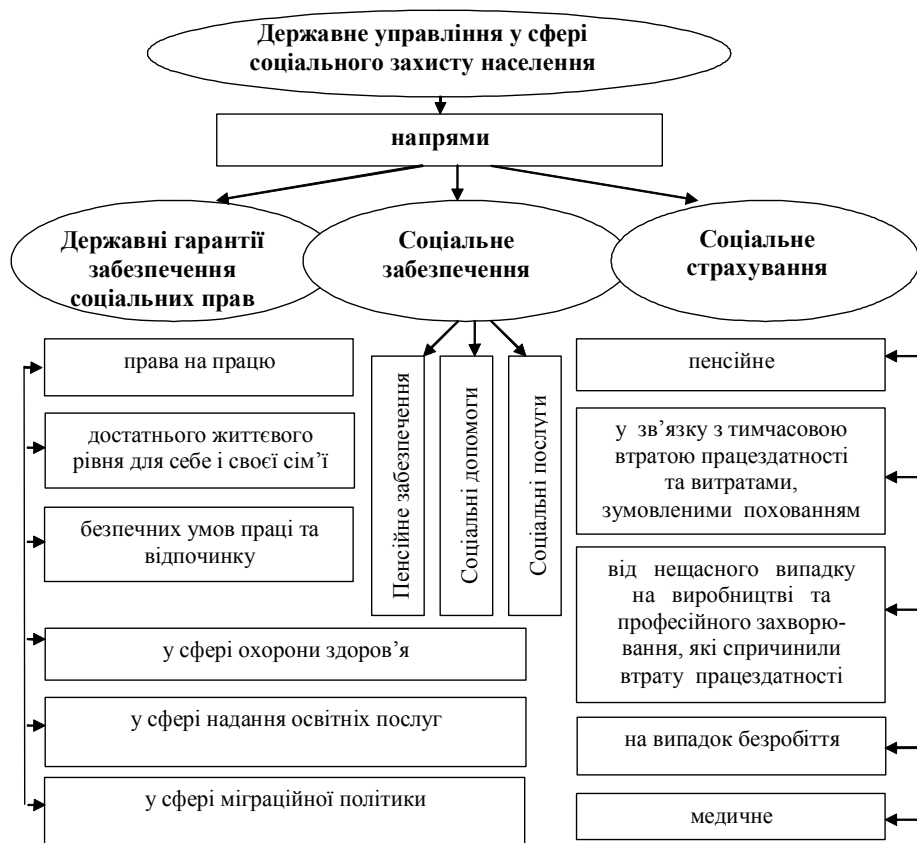 Державне управління у сфері
соціального захисту населення
напрями
Державні гарантії
забезпечення
соціальних прав
Соціальне
забезпечення
Соціальне
страхування
права на працю
достатнього життєвого
рівня для себе і своєї сім’ї
безпечних умов праці та
відпочинку
у сфері охорони здоров’я
у сфері надання освітніх послуг
у сфері міграційної політики
Пенсійне забезпечення
Соціальні допомоги
Соціальні послуги
пенсійне
у зв’язку з тимчасовою
втратою працездатності
та витратами,
зумовленими похованням
від нещасного випадку
на виробництві та
професійного захворю-
вання, які спричинили
втрату працездатності
на випадок безробіття
медичне